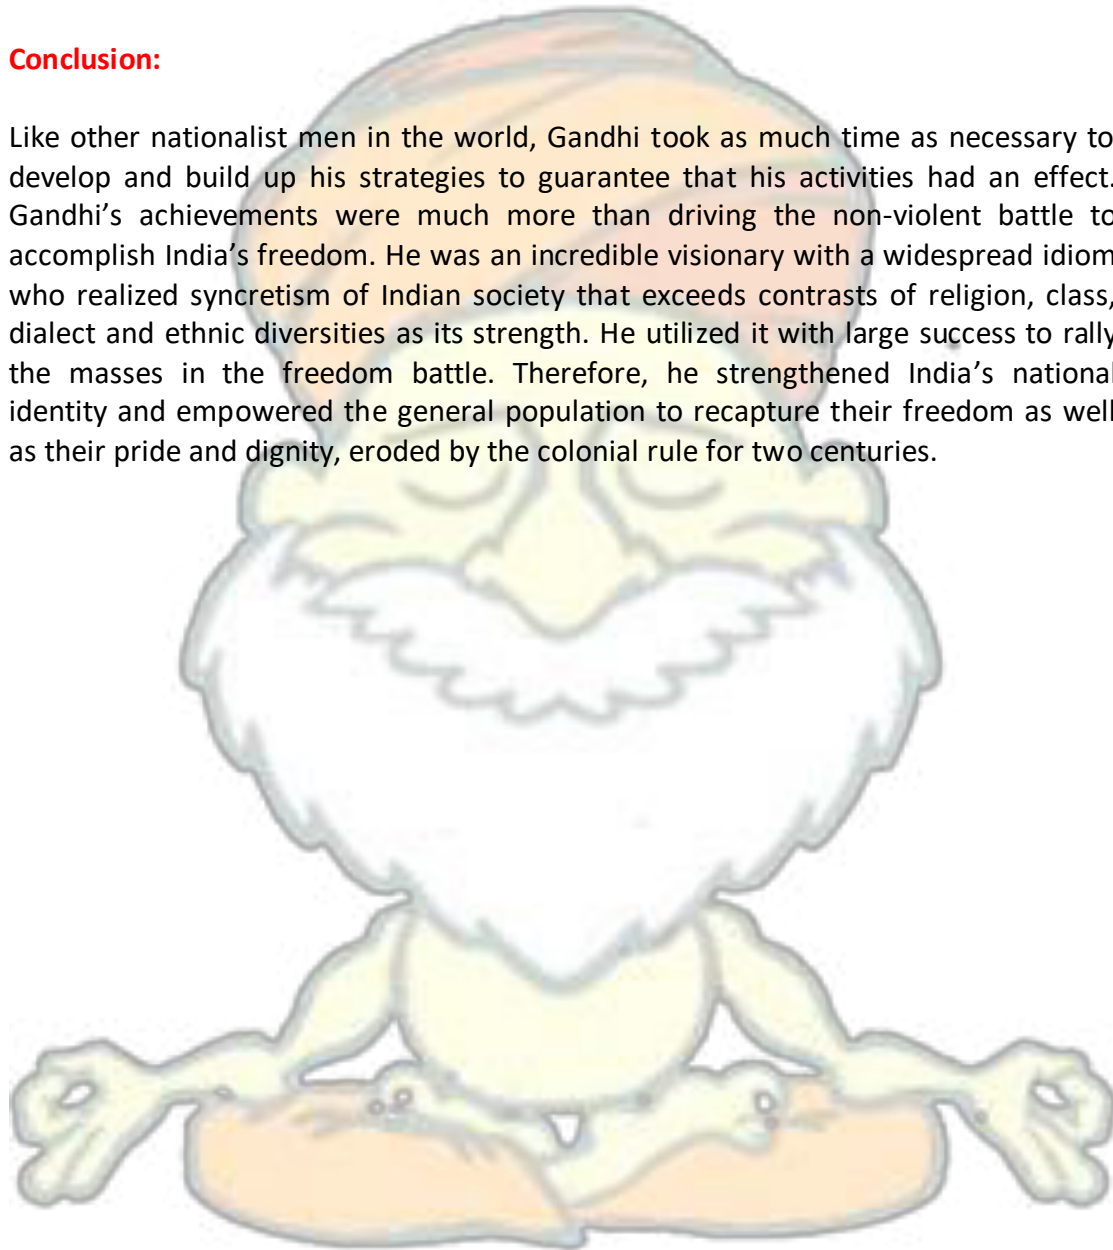 Conclusion:
Like other nationalist men in the world, Gandhi took as much time as necessary to
develop and build up his strategies to guarantee that his activities had an effect.
Gandhi’s achievements were much more than driving the non-violent battle to
accomplish India’s freedom. He was an incredible visionary with a widespread idiom
who realized syncretism of Indian society that exceeds contrasts of religion, class,
dialect and ethnic diversities as its strength. He utilized it with large success to rally
the masses in the freedom battle. Therefore, he strengthened India’s national
identity and empowered the general population to recapture their freedom as well
as their pride and dignity, eroded by the colonial rule for two centuries.